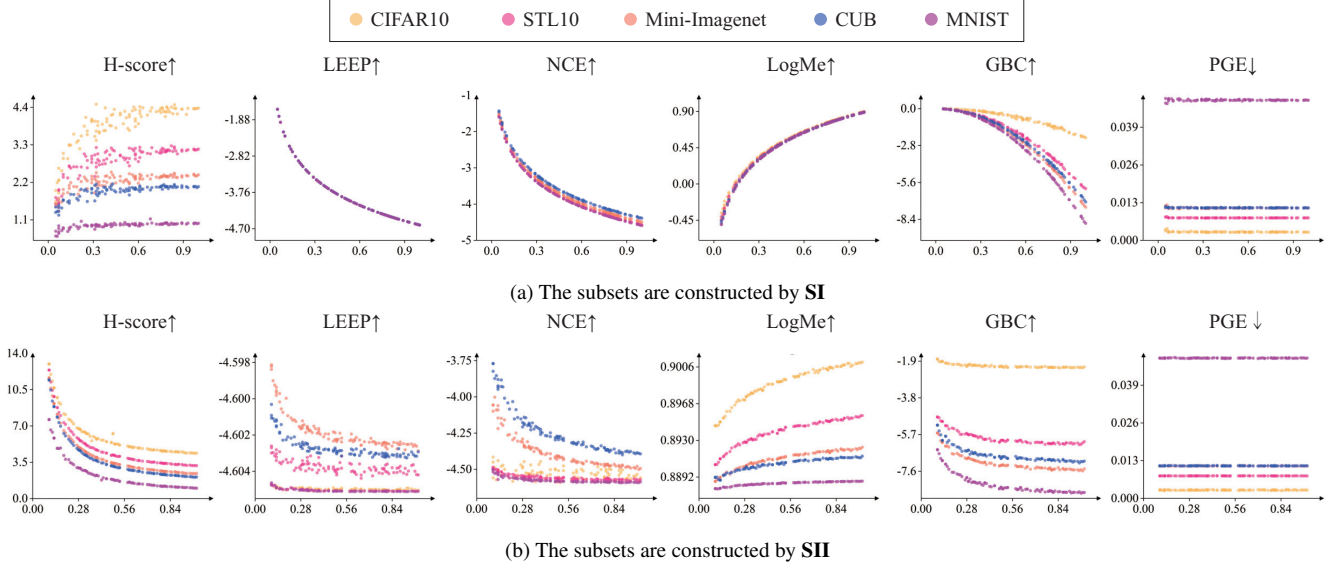 CIFAR10 STL10 Mini-Imagenet CUB MNIST
H-score↑ LEEP↑ NCE↑ LogMe↑ GBC↑ PGE↓
4.4
3.3
2.2
1.1
0.0 0.3 0.6 0.9
-1.88
-2.82
-3.76
-4.70
0.0 0.3 0.6 0.9
-1
-2
-3
-4
-5
0.0 0.3 0.6 0.9
0.90
0.45
0.00
-0.45
0.0 0.3 0.6 0.9
0.0
-2.8
-5.6
-8.4
0.0 0.3 0.6 0.9
0.039
0.026
0.013
0.000
0.0 0.3 0.6 0.9
(a) The subsets are constructed by SI
H-score↑ LEEP↑ NCE↑ LogMe↑ GBC↑ PGE ↓
14.0
10.5
7.0
3.5
0.0
0.00 0.28 0.56 0.84
-4.598
-4.600
-4.602
-4.604
0.00 0.28 0.56 0.84
-3.75
-4.00
-4.25
-4.50
0.00 0.28 0.56 0.84
0.9006
0.8968
0.8930
0.8892
0.00 0.28 0.56 0.84
-1.9
-3.8
-5.7
-7.6
0.00 0.28 0.56 0.84
0.039
0.026
0.013
0.000
0.00 0.28 0.56 0.84
(b) The subsets are constructed by SII